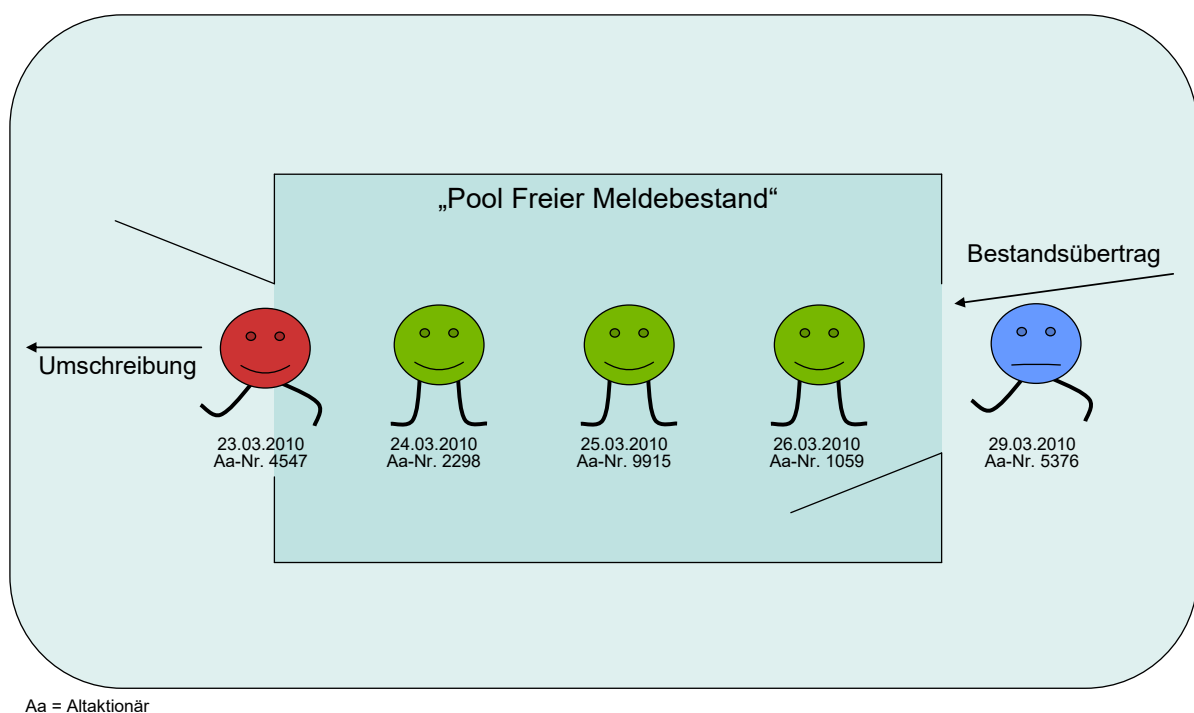 „Pool Freier Meldebestand“
Bestandsübertrag
Umschreibung
23.03.2010
Aa-Nr. 4547
24.03.2010
Aa-Nr. 2298
25.03.2010
Aa-Nr. 9915
26.03.2010
Aa-Nr. 1059
29.03.2010
Aa-Nr. 5376
Aa = Altaktionär